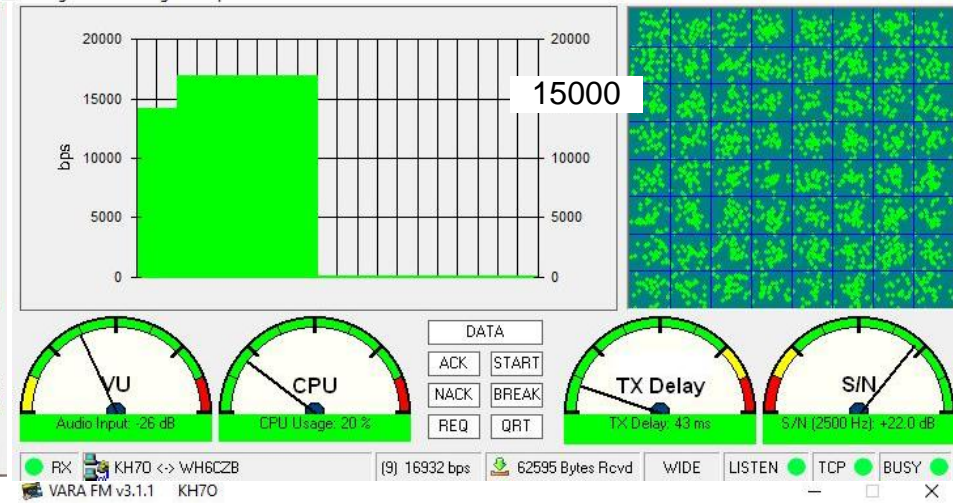 20000 20000
15000 15000
bps
10000 10000
5000 5000
0 0
VU
Audio Input: -26 dB
CPU
CPU Usage: 20 %
DATA
ACK START
NACK BREAK
REQ QRT
TX Delay
TX Delay: 43 ms
S/N
S/N (2500 Hz): +22.0 dB
RX KH7O <-> WH6CZB (9) 16932 bps 62595 Bytes Rcvd WIDE LISTEN TCP BUSY
VARA FM v3.1.1 KH7O